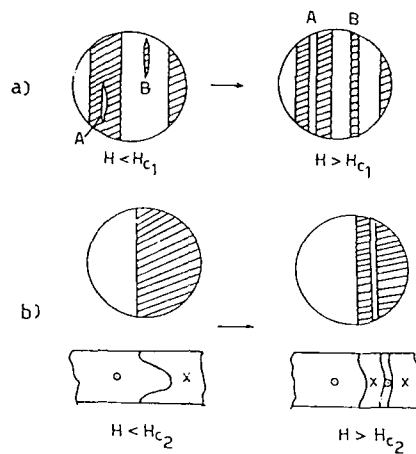 a)
A B
A B
H < Hc1
H > Hc1
b)
o x
o x o x
H < Hc2
H > Hc2